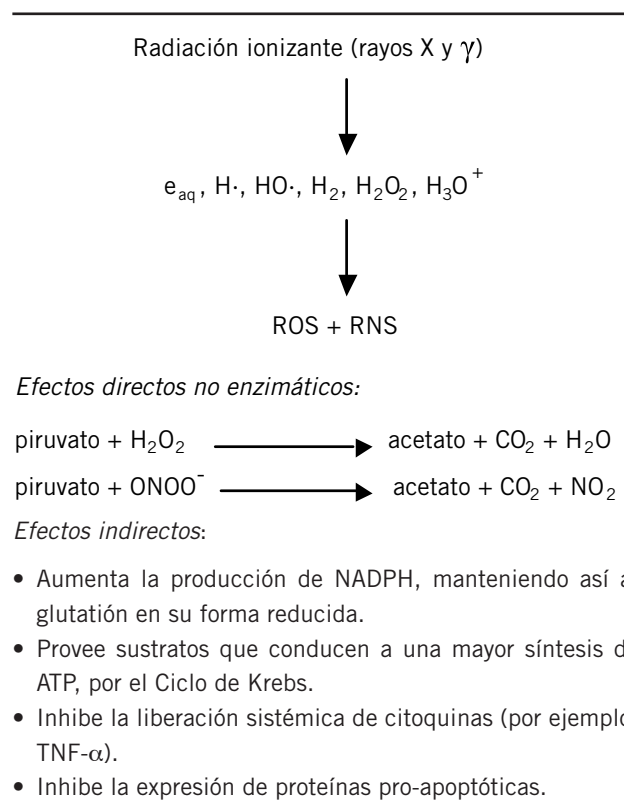 Radiación ionizante (rayos X y γ)
e_aq, H·, HO·, H₂, H₂O₂, H₃O⁺
ROS + RNS
Efectos directos no enzimáticos:
piruvato + H₂O₂ ⟶ acetato + CO₂ + H₂O
piruvato + ONOO⁻ ⟶ acetato + CO₂ + NO₂
Efectos indirectos:
• Aumenta la producción de NADPH, manteniendo así a
glutatión en su forma reducida.
• Provee sustratos que conducen a una mayor síntesis d
ATP, por el Ciclo de Krebs.
• Inhibe la liberación sistémica de citoquinas (por ejemplo
TNF-α).
• Inhibe la expresión de proteínas pro-apoptóticas.